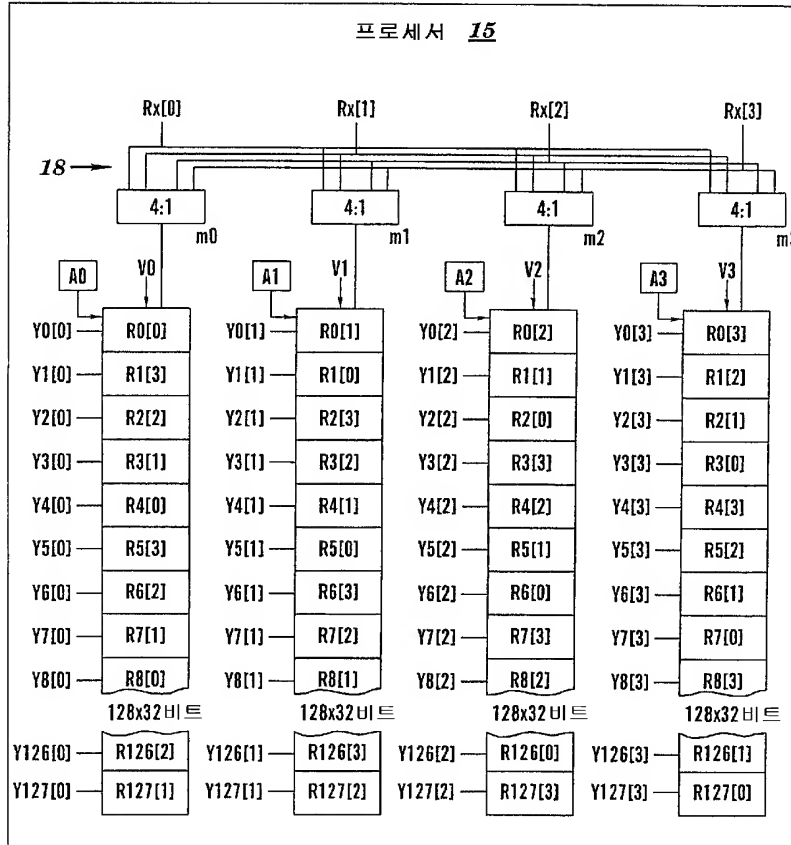 프로세서 15
Rx[0] Rx[1] Rx[2] Rx[3]
18
4:1 4:1 4:1 4:1
m0 m1 m2
A0 V0 A1 V1 A2 V2 A3 V3
Y0[0] R0[0] Y0[1] R0[1] Y0[2] R0[2] Y0[3] R0[3]
Y1[0] R1[3] Y1[1] R1[0] Y1[2] R1[1] Y1[3] R1[2]
Y2[0] R2[2] Y2[1] R2[3] Y2[2] R2[0] Y2[3] R2[1]
Y3[0] R3[1] Y3[1] R3[2] Y3[2] R3[3] Y3[3] R3[0]
Y4[0] R4[0] Y4[1] R4[1] Y4[2] R4[2] Y4[3] R4[3]
Y5[0] R5[3] Y5[1] R5[0] Y5[2] R5[1] Y5[3] R5[2]
Y6[0] R6[2] Y6[1] R6[3] Y6[2] R6[0] Y6[3] R6[1]
Y7[0] R7[1] Y7[1] R7[2] Y7[2] R7[3] Y7[3] R7[0]
Y8[0] R8[0] Y8[1] R8[1] Y8[2] R8[2] Y8[3] R8[3]
128x32비트 128x32비트 128x32비트 128x32비트
Y126[0] R126[2] Y126[1] R126[3] Y126[2] R126[0] Y126[3] R126[1]
Y127[0] R127[1] Y127[1] R127[2] Y127[2] R127[3] Y127[3] R127[0]